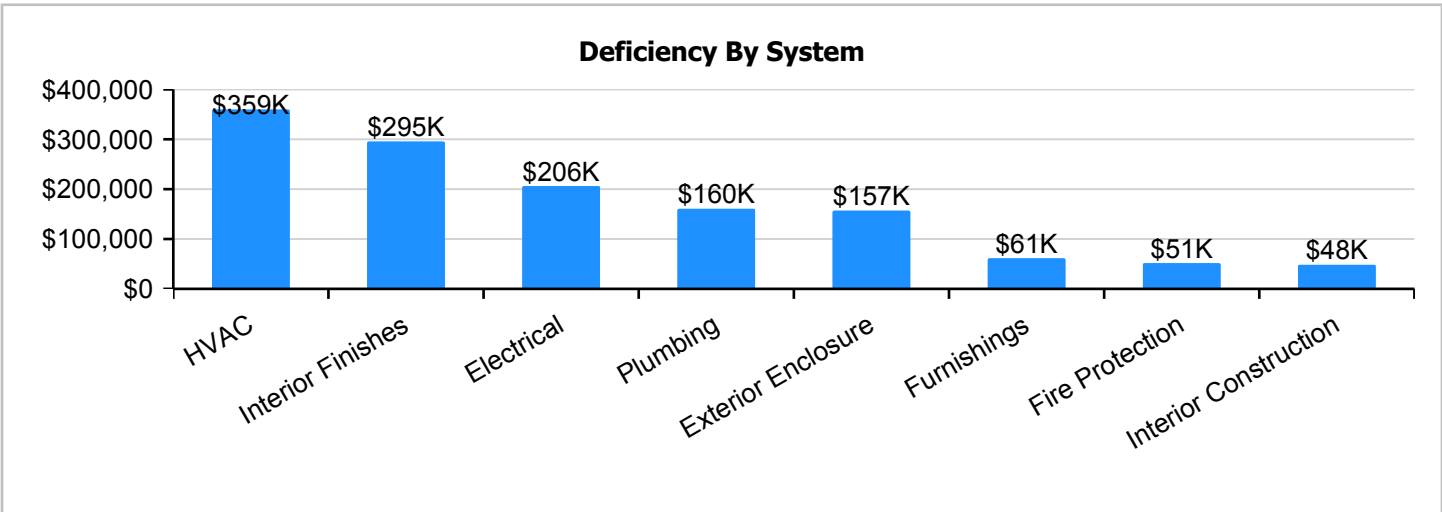 Deficiency By System
$400,000
$300,000
$200,000
$100,000
$0
$359K
$295K
$206K
$160K
$157K
$61K
$51K
$48K
HVAC
Interior Finishes
Electrical
Plumbing
Exterior Enclosure
Furnishings
Fire Protection
Interior Construction